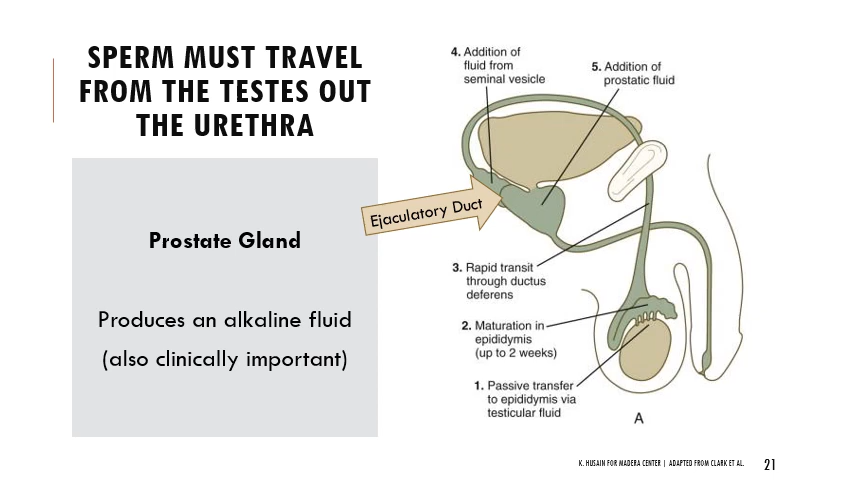 SPERM MUST TRAVEL
FROM THE TESTES OUT
THE URETHRA
Prostate Gland
Produces an alkaline fluid
(also clinically important)
4. Addition of
fluid from
seminal vesicle
5. Addition of
prostatic fluid
Ejaculatory Duct
3. Rapid transit
through ductus
deferens
2. Maturation in
epididymis
(up to 2 weeks)
1. Passive transfer
to epididymis via
testicular fluid
A
K. HUSAIN FOR MADERA CENTER | ADAPTED FROM CLARK ET AL.
21